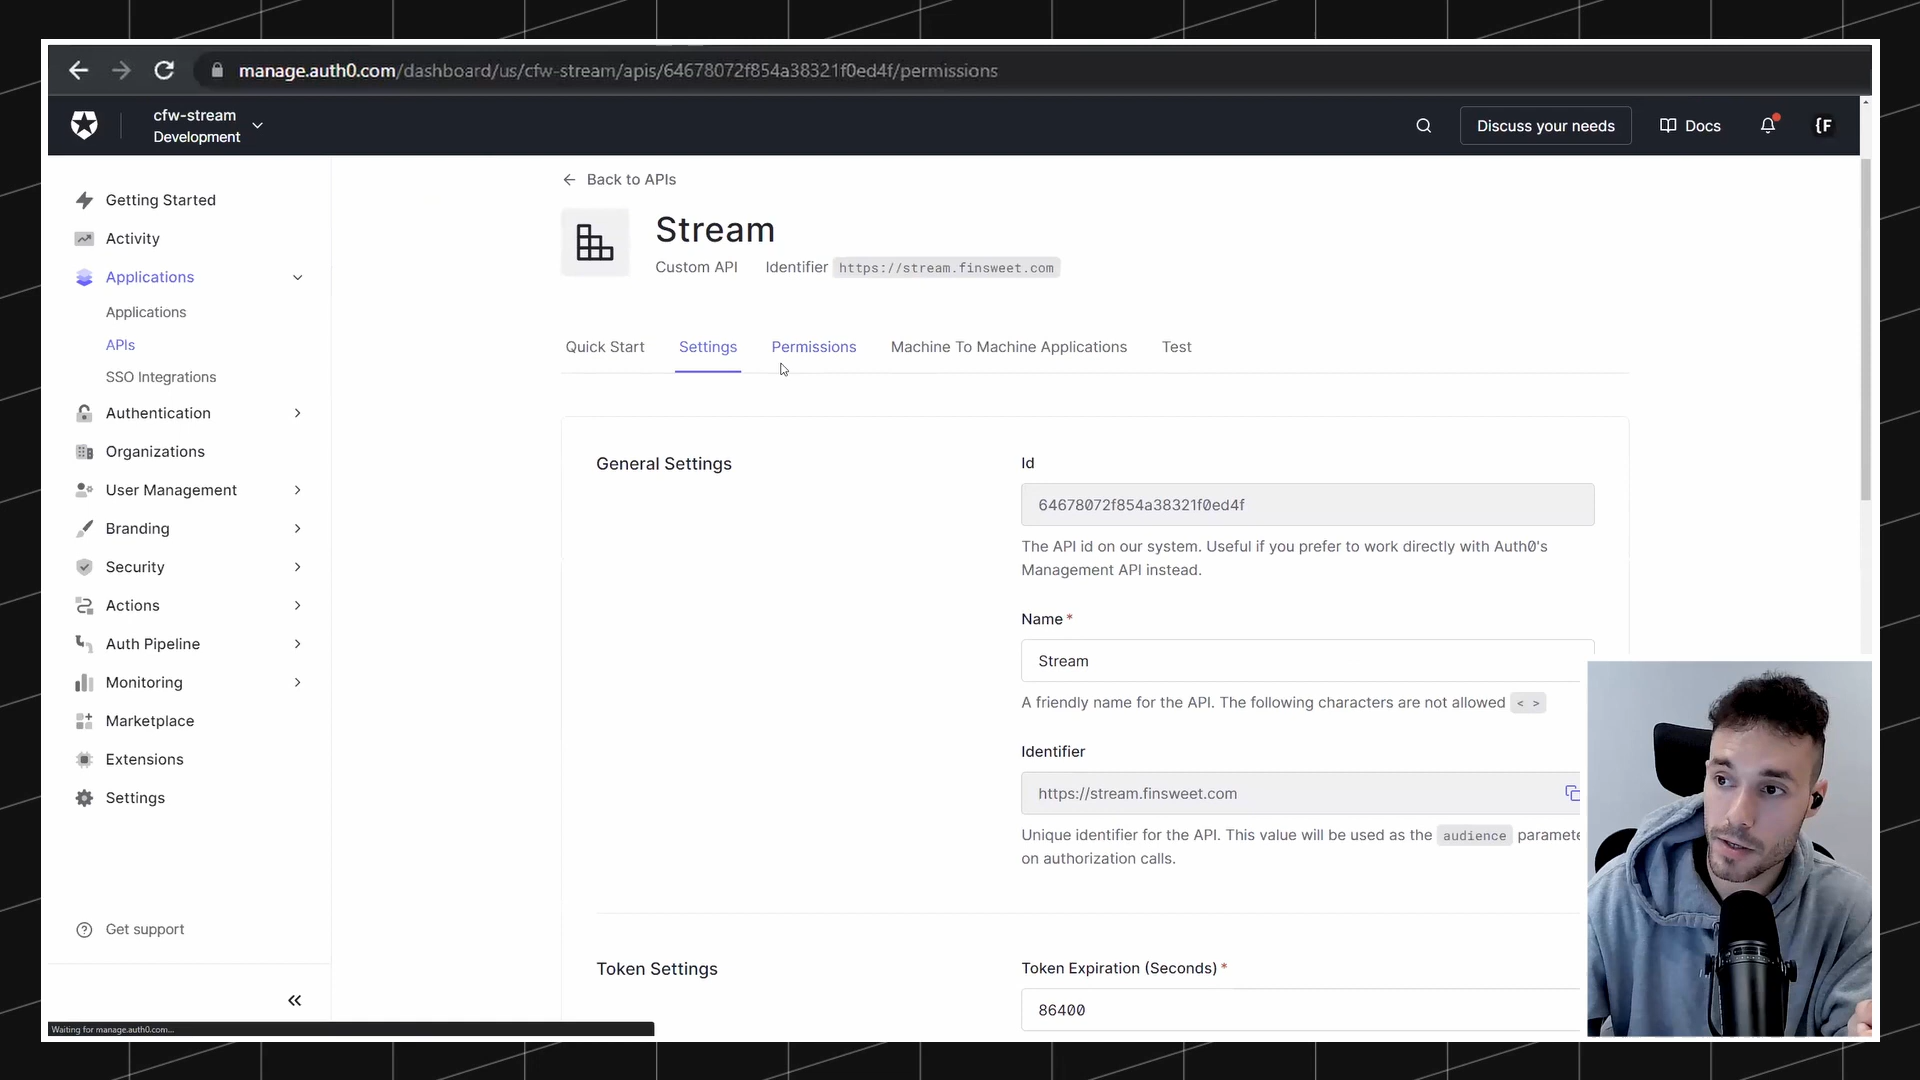 manage.auth0.com/dashboard/us/cfw-stream/apis/64678072f854a38321f0ed4f/permissions
cfw-stream
Development
Discuss your needs
Docs
{F
Getting Started
Activity
Applications
Applications
APIs
SSO Integrations
Authentication
Organizations
User Management
Branding
Security
Actions
Auth Pipeline
Monitoring
Marketplace
Extensions
Settings
Get support
Back to APIs
Stream
Custom API Identifier https://stream.finsweet.com
Quick Start Settings Permissions Machine To Machine Applications Test
General Settings
Id
64678072f854a38321f0ed4f
The API id on our system. Useful if you prefer to work directly with Auth0's
Management API instead.
Name *
Stream
A friendly name for the API. The following characters are not allowed < >
Identifier
https://stream.finsweet.com
Unique identifier for the API. This value will be used as the audience paramete
on authorization calls.
Token Settings
Token Expiration (Seconds) *
86400
Waiting for manage.auth0.com...